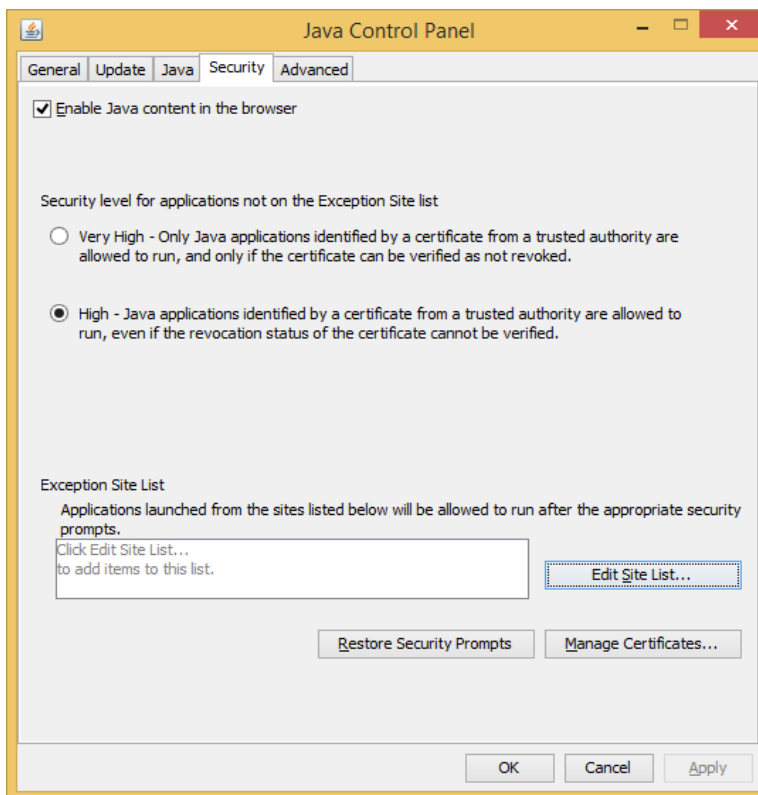 Java Control Panel
General Update Java Security Advanced
Enable Java content in the browser
Security level for applications not on the Exception Site list
Very High - Only Java applications identified by a certificate from a trusted authority are
allowed to run, and only if the certificate can be verified as not revoked.
High - Java applications identified by a certificate from a trusted authority are allowed to
run, even if the revocation status of the certificate cannot be verified.
Exception Site List
Applications launched from the sites listed below will be allowed to run after the appropriate security
prompts.
Click Edit Site List...
to add items to this list.
Edit Site List...
Restore Security Prompts Manage Certificates...
OK Cancel Apply